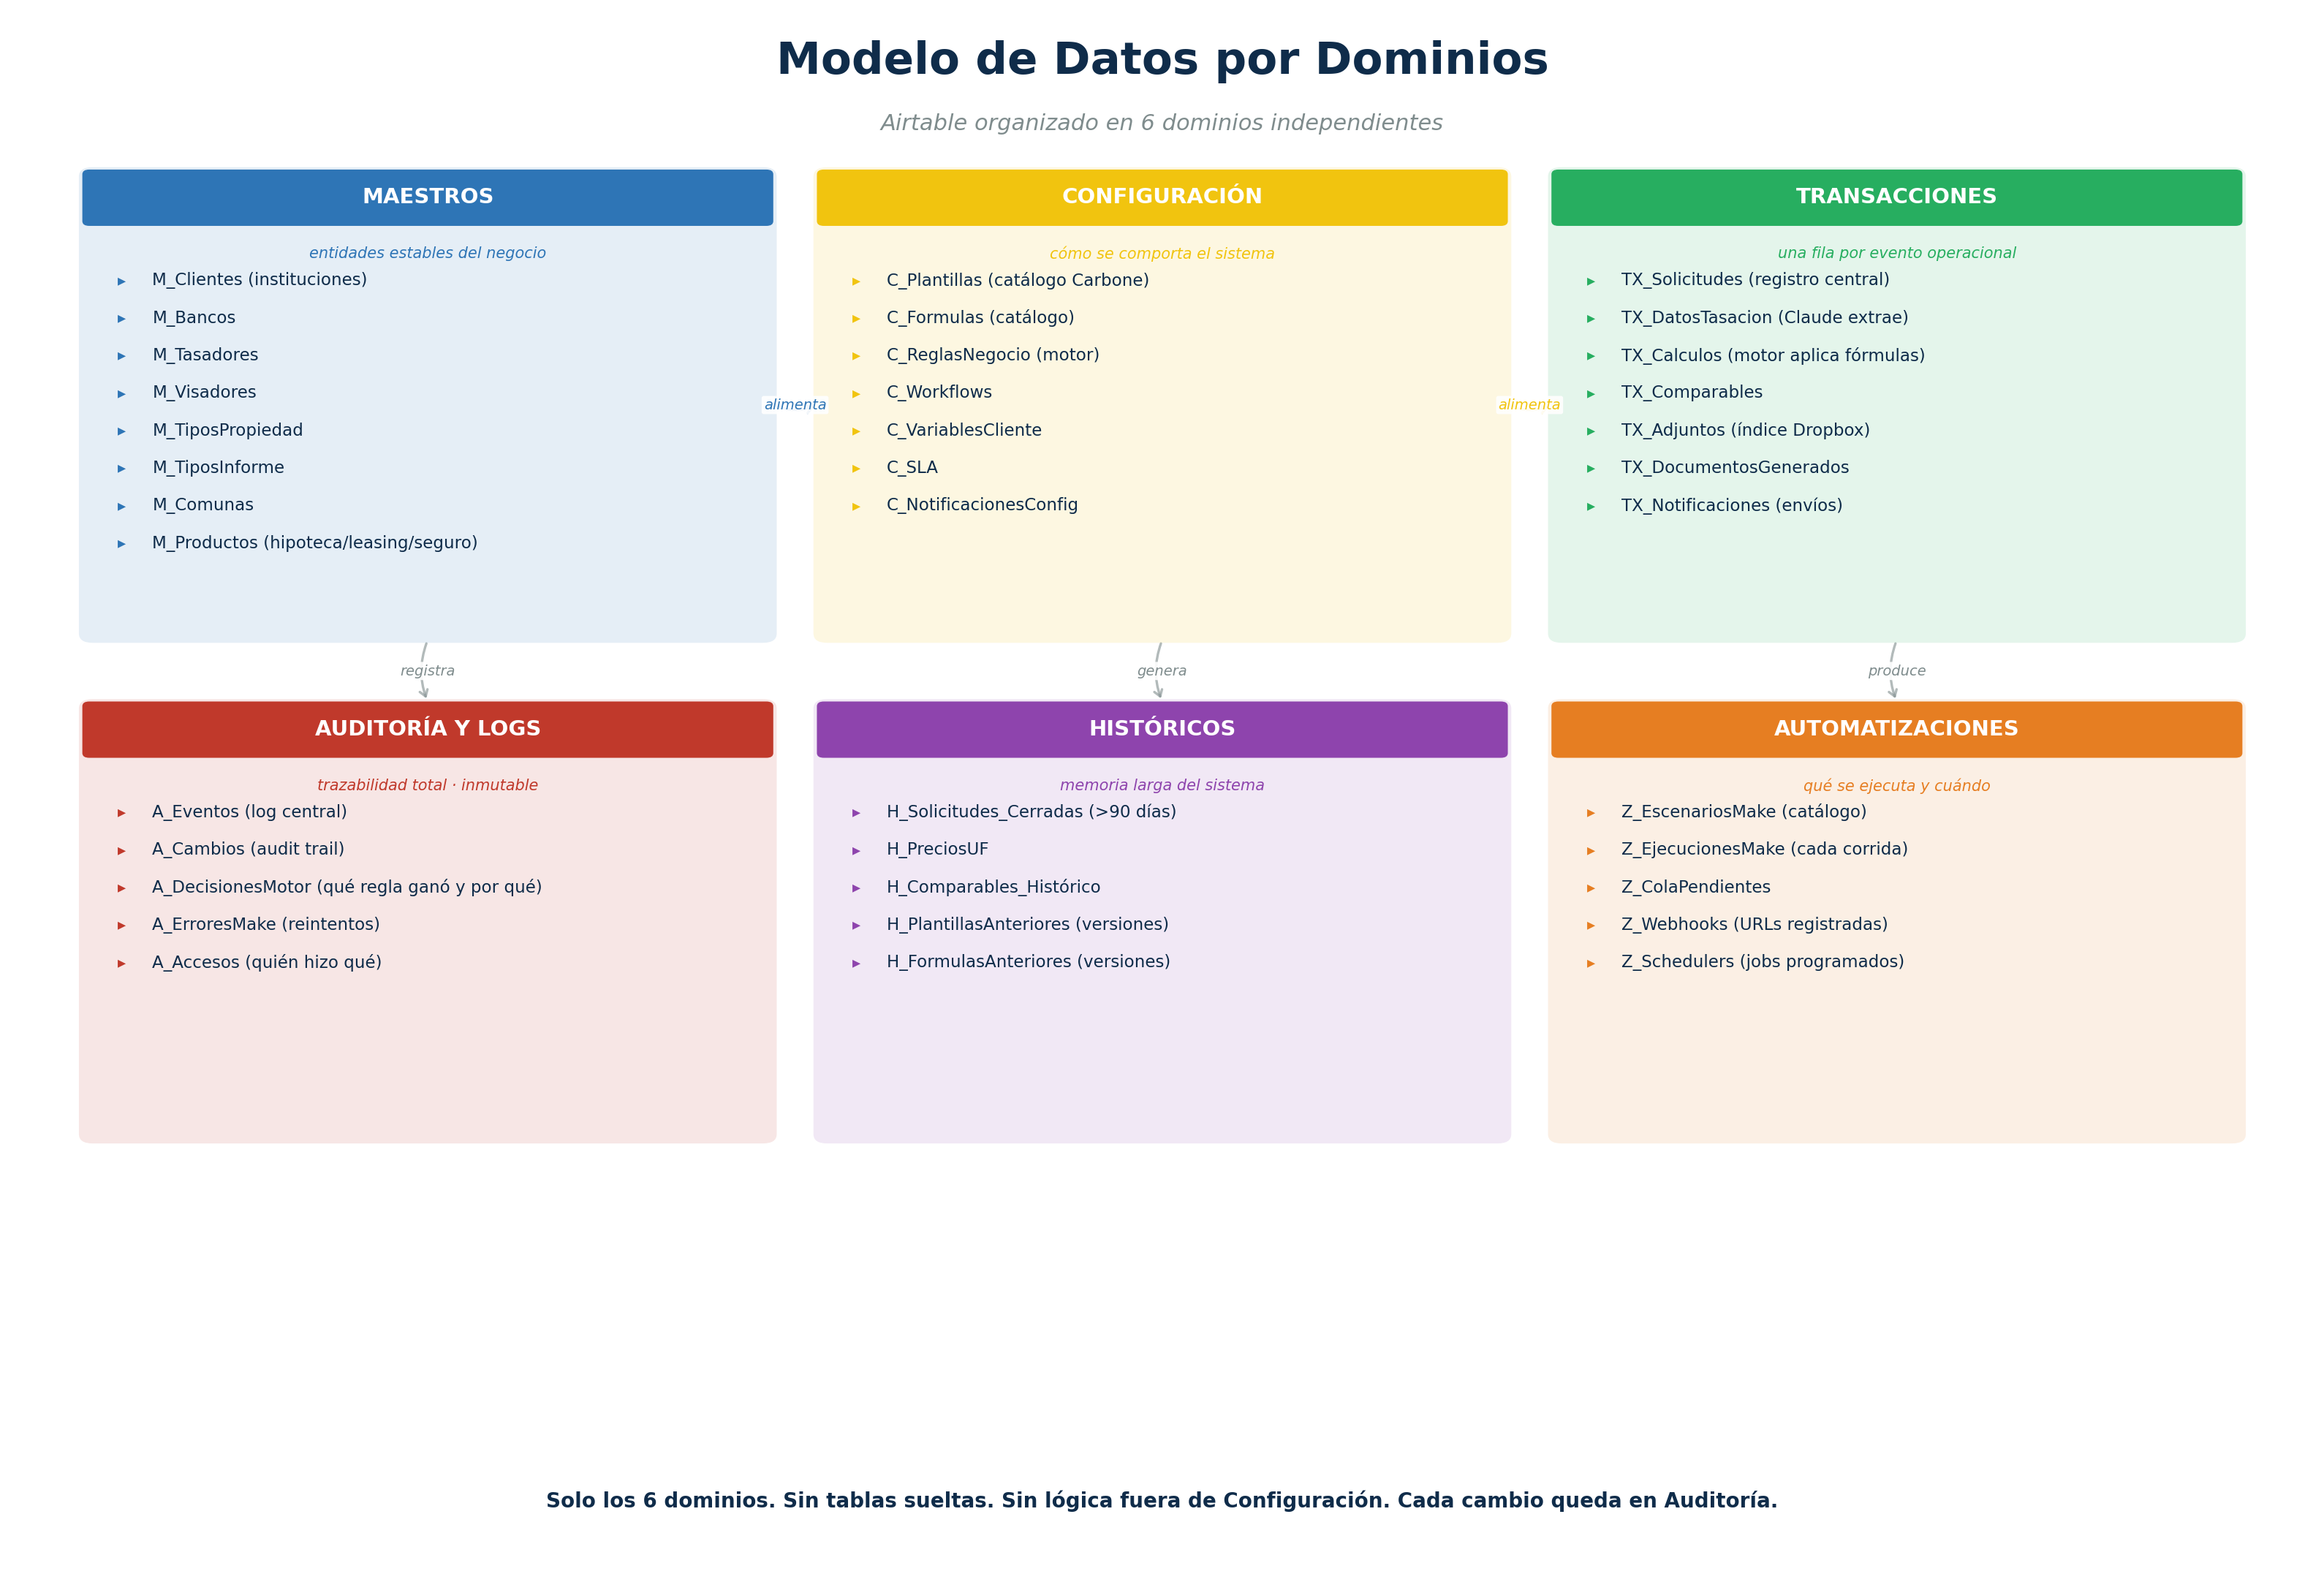 Modelo de Datos por Dominios
Airtable organizado en 6 dominios independientes
MAESTROS
entidades estables del negocio
▸ M_Clientes (instituciones)
▸ M_Bancos
▸ M_Tasadores
▸ M_Visadores
▸ M_TiposPropiedad
▸ M_TiposInforme
▸ M_Comunas
▸ M_Productos (hipoteca/leasing/seguro)
alimenta
CONFIGURACIÓN
cómo se comporta el sistema
▸ C_Plantillas (catálogo Carbone)
▸ C_Formulas (catálogo)
▸ C_ReglasNegocio (motor)
▸ C_Workflows
▸ C_VariablesCliente
▸ C_SLA
▸ C_NotificacionesConfig
alimenta
TRANSACCIONES
una fila por evento operacional
▸ TX_Solicitudes (registro central)
▸ TX_DatosTasacion (Claude extrae)
▸ TX_Calculos (motor aplica fórmulas)
▸ TX_Comparables
▸ TX_Adjuntos (índice Dropbox)
▸ TX_DocumentosGenerados
▸ TX_Notificaciones (envíos)
registra
genera
produce
AUDITORÍA Y LOGS
trazabilidad total · inmutable
▸ A_Eventos (log central)
▸ A_Cambios (audit trail)
▸ A_DecisionesMotor (qué regla ganó y por qué)
▸ A_ErroresMake (reintentos)
▸ A_Accesos (quién hizo qué)
HISTÓRICOS
memoria larga del sistema
▸ H_Solicitudes_Cerradas (>90 días)
▸ H_PreciosUF
▸ H_Comparables_Histórico
▸ H_PlantillasAnteriores (versiones)
▸ H_FormulasAnteriores (versiones)
AUTOMATIZACIONES
qué se ejecuta y cuándo
▸ Z_EscenariosMake (catálogo)
▸ Z_EjecucionesMake (cada corrida)
▸ Z_ColaPendientes
▸ Z_Webhooks (URLs registradas)
▸ Z_Schedulers (jobs programados)
Solo los 6 dominios. Sin tablas sueltas. Sin lógica fuera de Configuración. Cada cambio queda en Auditoría.